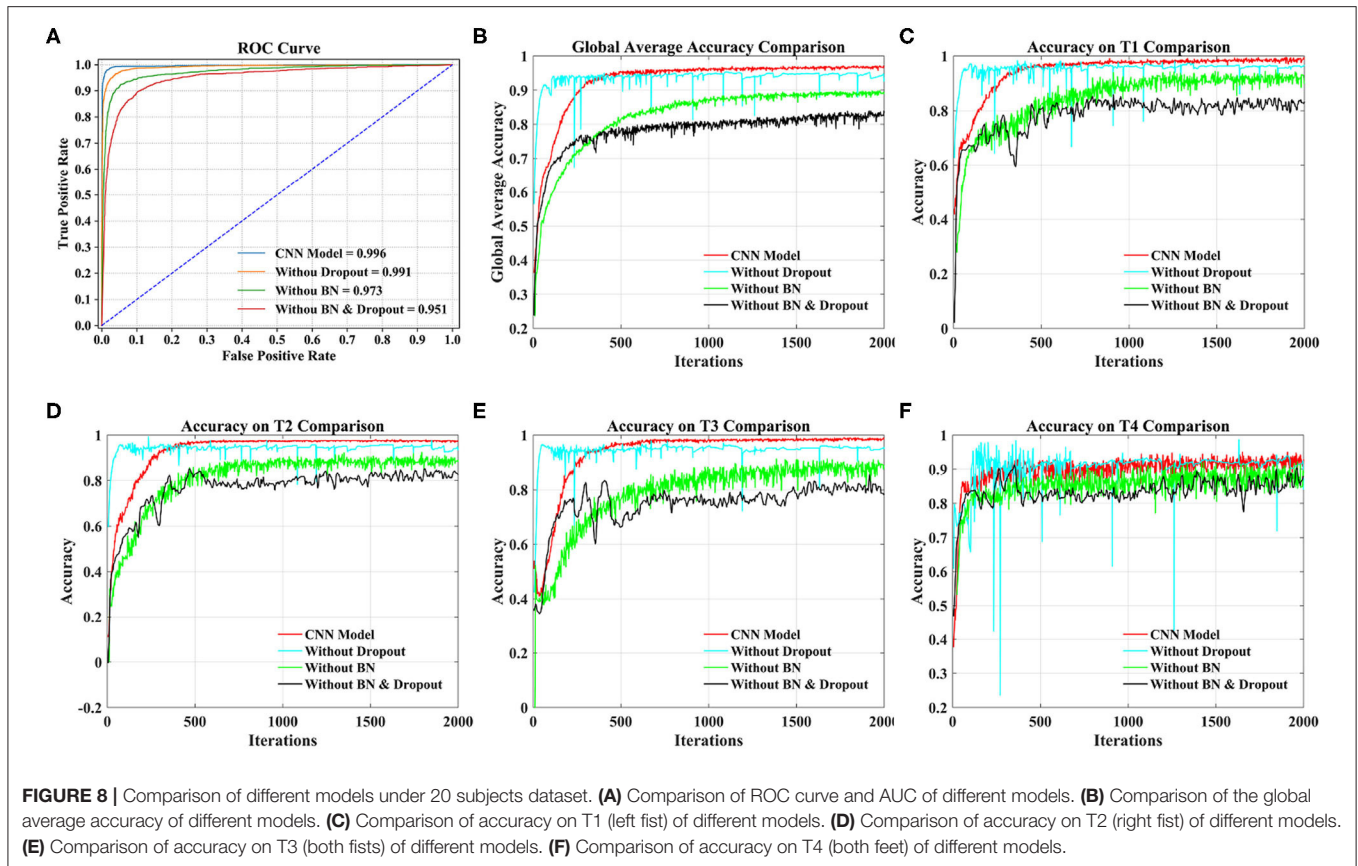 A
ROC Curve
1.0
0.9
0.8
0.7
0.6
0.5
0.4
0.3
0.2
0.1
0.0
True Positive Rate
CNN Model = 0.996
Withou Dropout = 0.991
Withou BN = 0.973
Withou BN & Dropout = 0.951
0.0 0.1 0.2 0.3 0.4 0.5 0.6 0.7 0.8 0.9 1.0
False Positive Rate
B
Global Average Accuracy Comparison
1
0.9
0.8
0.7
0.6
0.5
0.4
0.3
0.2
Global Average Accuracy
CNN Model
Without Dropout
Without BN
Without BN & Dropout
0 500 1000 1500 2000
Iterations
C
Accuracy on T1 Comparison
1
0.8
0.6
0.4
0.2
0
Accuracy
CNN Model
Without Dropout
Without BN
Without BN & Dropout
0 500 1000 1500 2000
Iterations
D
Accuracy on T2 Comparison
1
0.8
0.6
0.4
0.2
0
-0.2
Accuracy
CNN Model
Without Dropout
Without BN
Without BN & Dropout
0 500 1000 1500 2000
Iterations
E
Accuracy on T3 Comparison
1
0.8
0.6
0.4
0.2
0
Accuracy
CNN Model
Without Dropout
Without BN
Without BN & Dropout
0 500 1000 1500 2000
Iterations
F
Accuracy on T4 Comparison
1
0.9
0.8
0.7
0.6
0.5
0.4
0.3
0.2
Accuracy
CNN Model
Without Dropout
Without BN
Without BN & Dropout
0 500 1000 1500 2000
Iterations
FIGURE 8 | Comparison of different models under 20 subjects dataset. (A) Comparison of ROC curve and AUC of different models. (B) Comparison of the global
average accuracy of different models. (C) Comparison of accuracy on T1 (left fist) of different models. (D) Comparison of accuracy on T2 (right fist) of different models.
(E) Comparison of accuracy on T3 (both fists) of different models. (F) Comparison of accuracy on T4 (both feet) of different models.